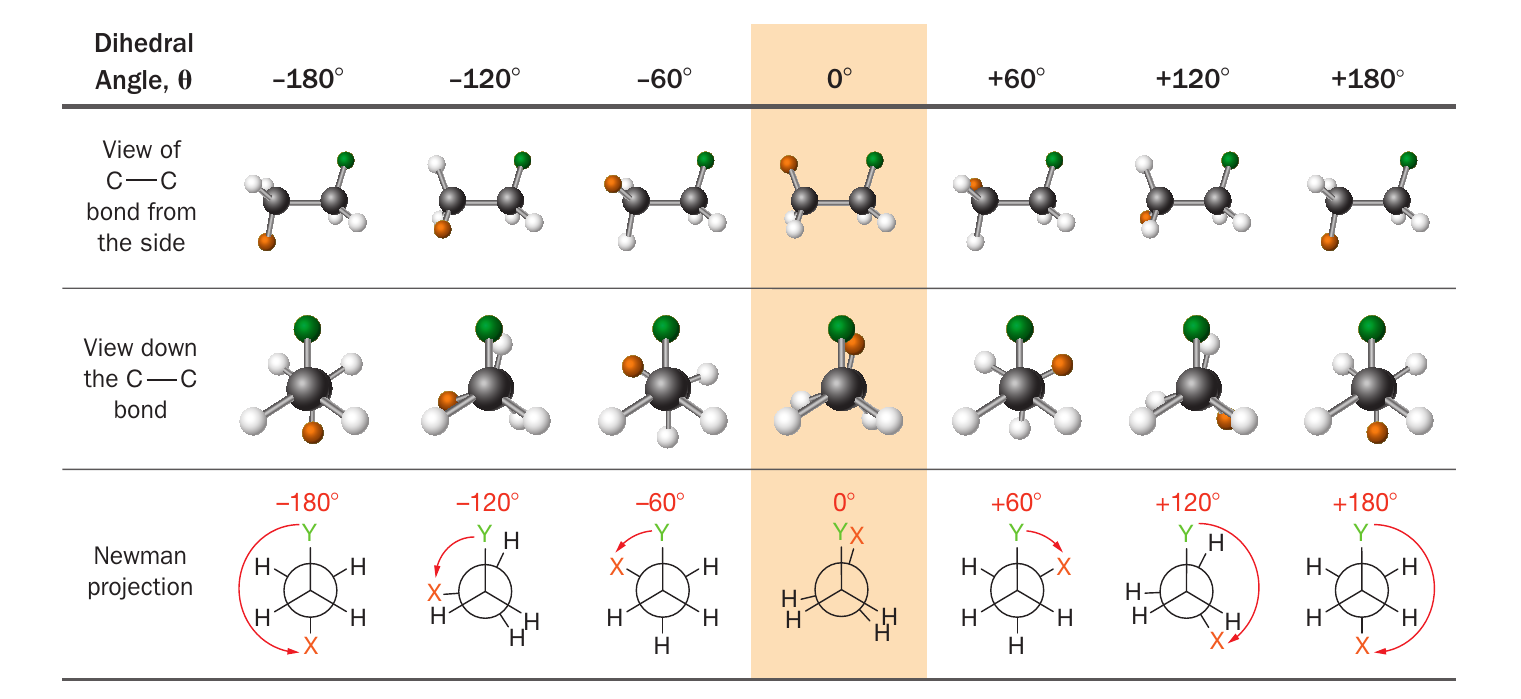 Dihedral
Angle, θ –180° –120° –60° 0° +60° +120° +180°
View of
C—C
bond from
the side
View down
the C—C
bond
–180° –120° –60° 0° +60° +120° +180°
Newman
projection
Y H H H H X
Y H X H H H
Y X H H H H
Y X H H H H
Y H X H H H
Y H H H X H
Y H H H H X